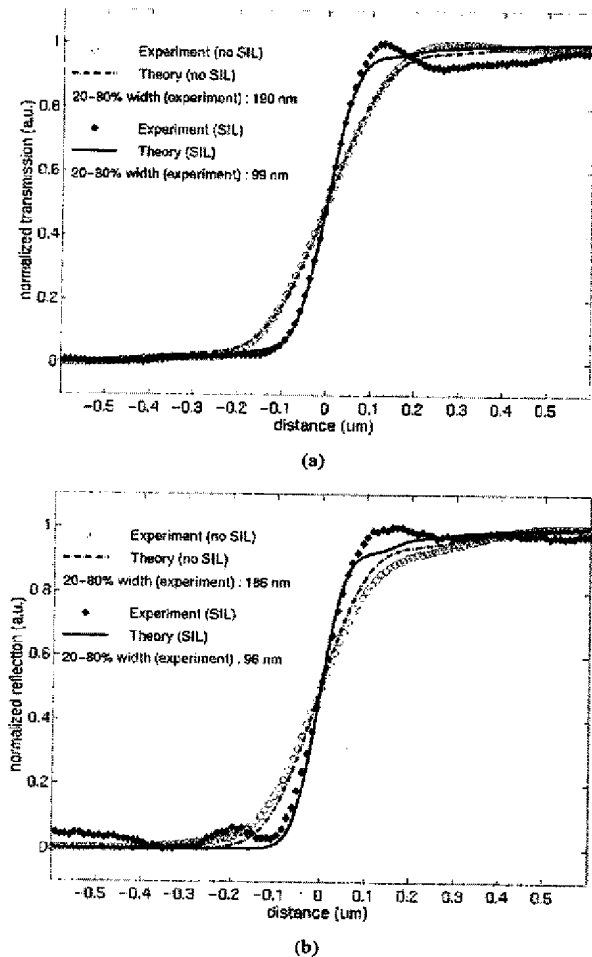 1
0.8
0.6
0.4
0.2
0
normalized transmission (a.u.)
Experiment (no SIL)
Theory (no SIL)
20-80% width (experiment) : 190 nm
Experiment (SIL)
Theory (SIL)
20-80% width (experiment) : 99 nm
-0.5 -0.4 -0.3 -0.2 -0.1 0 0.1 0.2 0.3 0.4 0.5
distance (um)
(a)
1
0.8
0.6
0.4
0.2
0
normalized reflection (a.u.)
Experiment (no SIL)
Theory (no SIL)
20-80% width (experiment) : 186 nm
Experiment (SIL)
Theory (SIL)
20-80% width (experiment) : 96 nm
-0.5 -0.4 -0.3 -0.2 -0.1 0 0.1 0.2 0.3 0.4 0.5
distance (um)
(b)